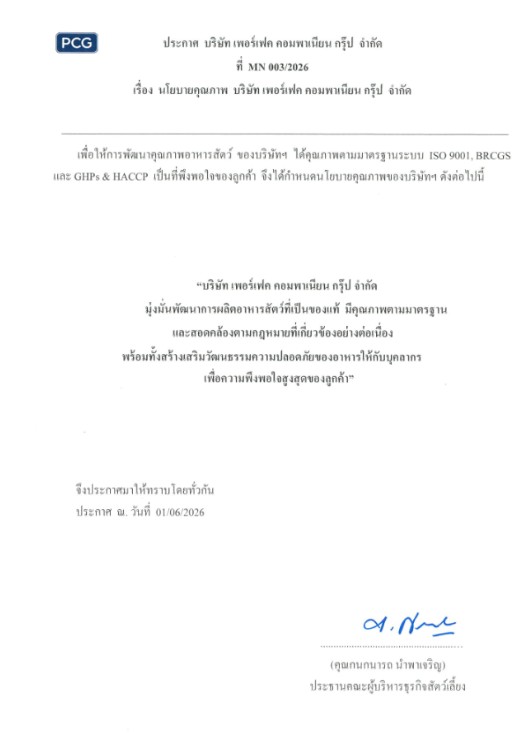 PCG
ประกาศ บริษัท เพอร์เฟค คอมพาเนียน กรุ๊ป จำกัด
ที่ MN 003/2026
เรื่อง นโยบายคุณภาพ บริษัท เพอร์เฟค คอมพาเนียน กรุ๊ป จำกัด
เพื่อให้การพัฒนาคุณภาพอาหารสัตว์ ของบริษัทฯ ได้คุณภาพตามมาตรฐานระบบ ISO 9001, BRCGS
และ GHPs & HACCP เป็นที่พึงพอใจของลูกค้า จึงได้กำหนดนโยบายคุณภาพของบริษัทฯ ดังต่อไปนี้
“บริษัท เพอร์เฟค คอมพาเนียน กรุ๊ป จำกัด
มุ่งมั่นพัฒนาการผลิตอาหารสัตว์ที่เป็นของแท้ มีคุณภาพตามมาตรฐาน
และสอดคล้องตามกฎหมายที่เกี่ยวข้องอย่างต่อเนื่อง
พร้อมทั้งสร้างเสริมวัฒนธรรมความปลอดภัยของอาหารให้กับบุคลากร
เพื่อความพึงพอใจสูงสุดของลูกค้า”
จึงประกาศมาให้ทราบโดยทั่วกัน
ประกาศ ณ. วันที่ 01/06/2026
(คุณกนกนารถ นำพาเจริญ)
ประธานคณะผู้บริหารธุรกิจสัตว์เลี้ยง